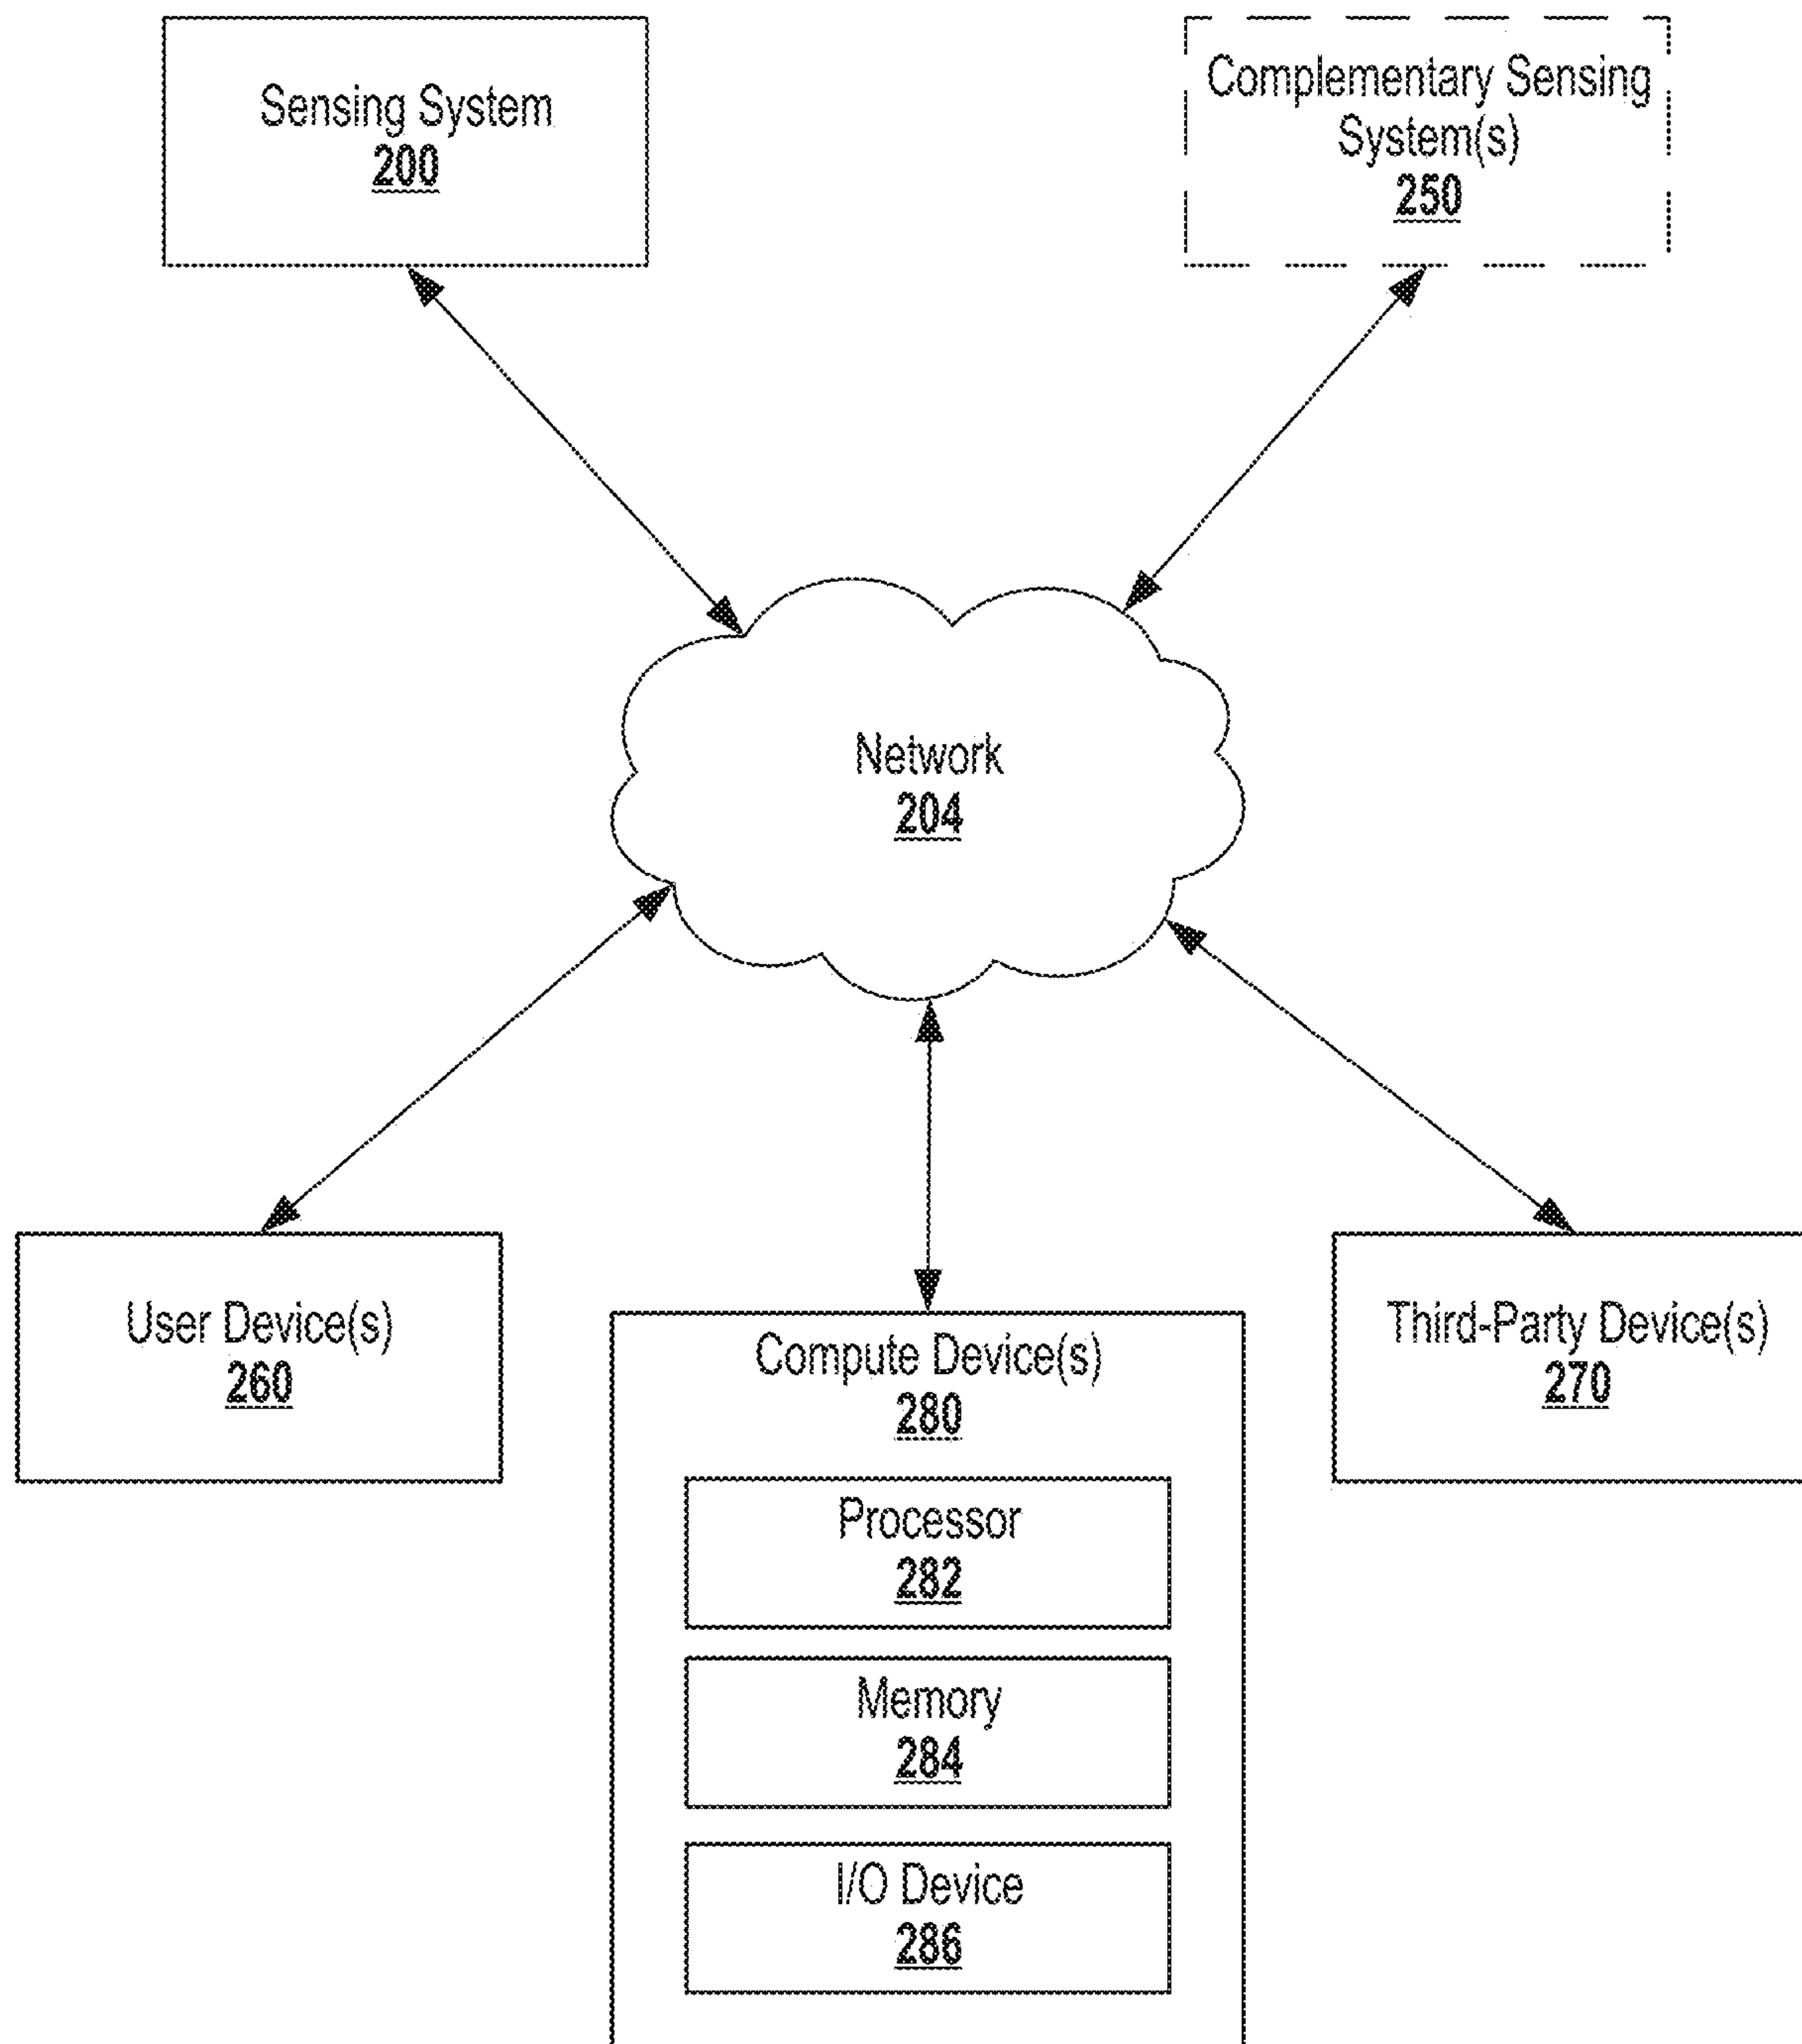 Sensing System
200
Complementary Sensing
System(s)
250
Network
204
User Device(s)
260
Compute Device(s)
280
Processor
282
Memory
284
I/O Device
286
Third-Party Device(s)
270